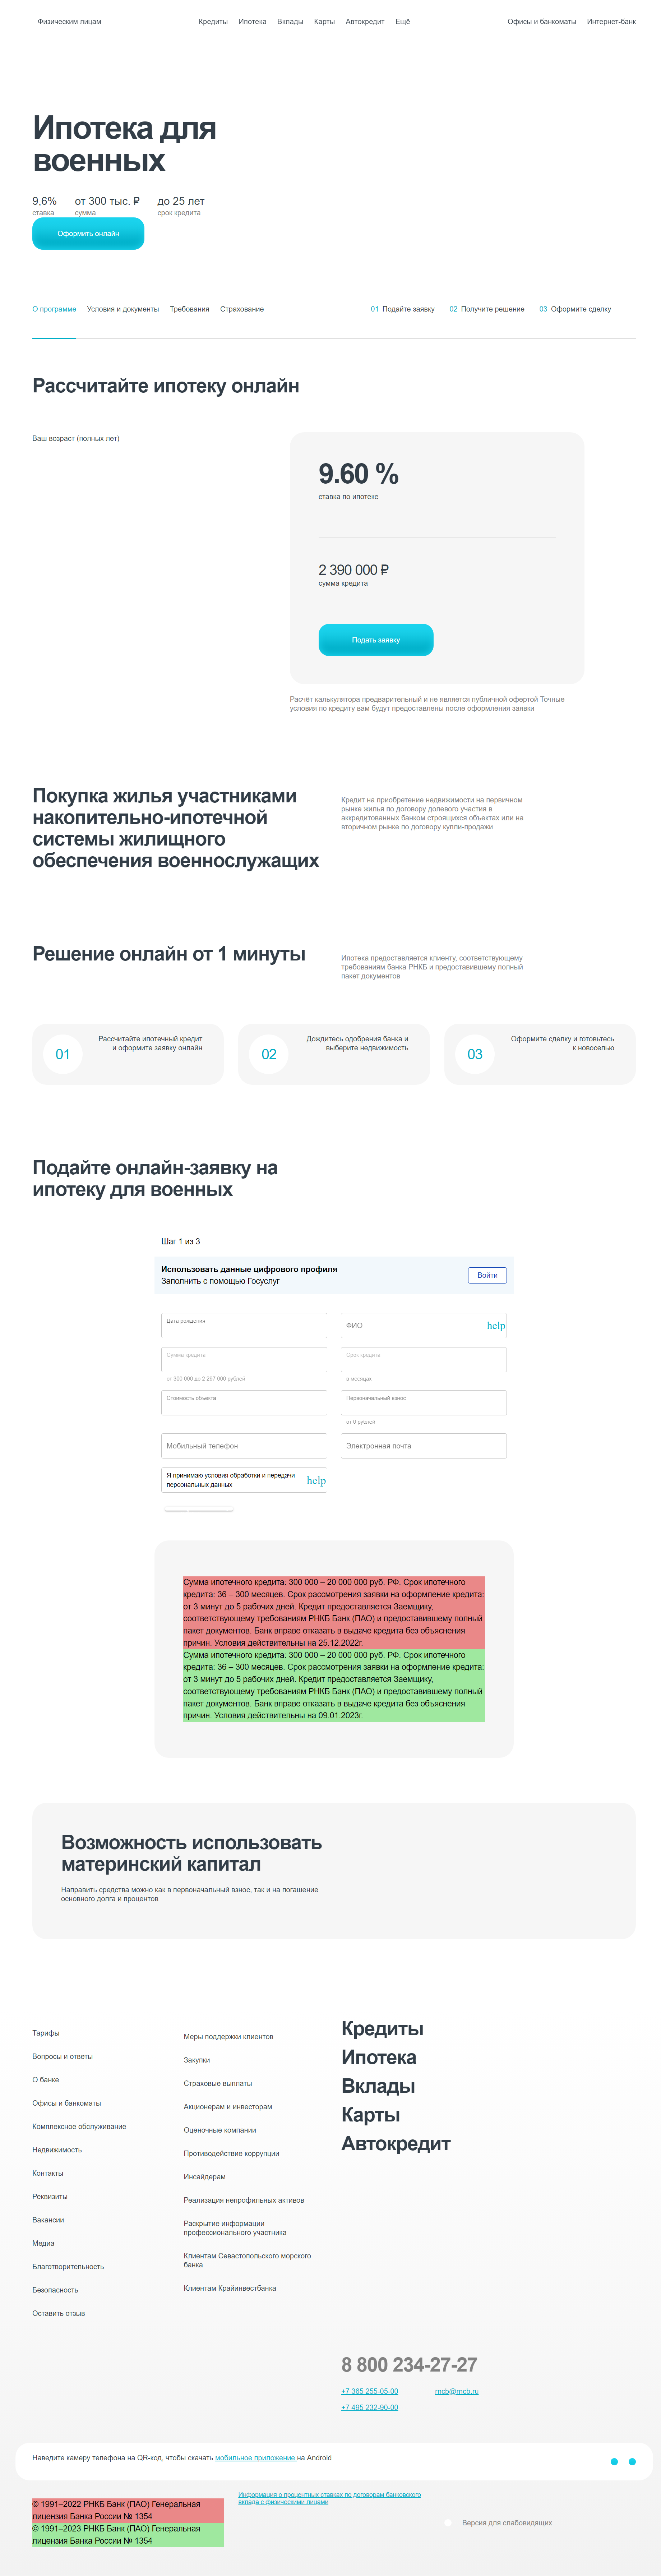 Физическим лицам
Кредиты Ипотека Вклады Карты Автокредит Ещё
Офисы и банкоматы Интернет-банк
Ипотека для
военных
9,6% от 300 тыс. ₽ до 25 лет
ставка сумма срок кредита
Оформить онлайн
О программе Условия и документы Требования Страхование
01 Подайте заявку 02 Получите решение 03 Оформите сделку
Рассчитайте ипотеку онлайн
Ваш возраст (полных лет)
9.60 %
ставка по ипотеке
2 390 000 ₽
сумма кредита
Подать заявку
Расчёт калькулятора предварительный и не является публичной офертой Точные
условия по кредиту вам будут предоставлены после оформления заявки
Покупка жилья участниками
накопительно-ипотечной
системы жилищного
обеспечения военнослужащих
Кредит на приобретение недвижимости на первичном
рынке жилья по договору долевого участия в
аккредитованных банком строящихся объектах или на
вторичном рынке по договору купли-продажи
Решение онлайн от 1 минуты
Ипотека предоставляется клиенту, соответствующему
требованиям банка РНКБ и предоставившему полный
пакет документов
01
Рассчитайте ипотечный кредит
и оформите заявку онлайн
02
Дождитесь одобрения банка и
выберите недвижимость
03
Оформите сделку и готовьтесь
к новоселью
Подайте онлайн-заявку на
ипотеку для военных
Шаг 1 из 3
Использовать данные цифрового профиля
Заполнить с помощью Госуслуг
Войти
Дата рождения
ФИО help
Сумма кредита
Срок кредита
от 300 000 до 2 297 000 рублей
в месяцах
Стоимость объекта
Первоначальный взнос
от 0 рублей
Мобильный телефон
Электронная почта
Я принимаю условия обработки и передачи
персональных данных
help
Сумма ипотечного кредита: 300 000 – 20 000 000 руб. РФ. Срок ипотечного
кредита: 36 – 300 месяцев. Срок рассмотрения заявки на оформление кредита:
от 3 минут до 5 рабочих дней. Кредит предоставляется Заемщику,
соответствующему требованиям РНКБ Банк (ПАО) и предоставившему полный
пакет документов. Банк вправе отказать в выдаче кредита без объяснения
причин. Условия действительны на 25.12.2022г.
Сумма ипотечного кредита: 300 000 – 20 000 000 руб. РФ. Срок ипотечного
кредита: 36 – 300 месяцев. Срок рассмотрения заявки на оформление кредита:
от 3 минут до 5 рабочих дней. Кредит предоставляется Заемщику,
соответствующему требованиям РНКБ Банк (ПАО) и предоставившему полный
пакет документов. Банк вправе отказать в выдаче кредита без объяснения
причин. Условия действительны на 09.01.2023г.
Возможность использовать
материнский капитал
Направить средства можно как в первоначальный взнос, так и на погашение
основного долга и процентов
Тарифы
Вопросы и ответы
О банке
Офисы и банкоматы
Комплексное обслуживание
Недвижимость
Контакты
Реквизиты
Вакансии
Медиа
Благотворительность
Безопасность
Оставить отзыв
Меры поддержки клиентов
Закупки
Страховые выплаты
Акционерам и инвесторам
Оценочные компании
Противодействие коррупции
Инсайдерам
Реализация непрофильных активов
Раскрытие информации
профессионального участника
Клиентам Севастопольского морского
банка
Клиентам Крайинвестбанка
Кредиты
Ипотека
Вклады
Карты
Автокредит
8 800 234-27-27
+7 365 255-05-00 rncb@rncb.ru
+7 495 232-90-00
Наведите камеру телефона на QR-код, чтобы скачать мобильное приложение на Android
© 1991–2022 РНКБ Банк (ПАО) Генеральная
лицензия Банка России № 1354
© 1991–2023 РНКБ Банк (ПАО) Генеральная
лицензия Банка России № 1354
Информация о процентных ставках по договорам банковского
вклада с физическими лицами
Версия для слабовидящих